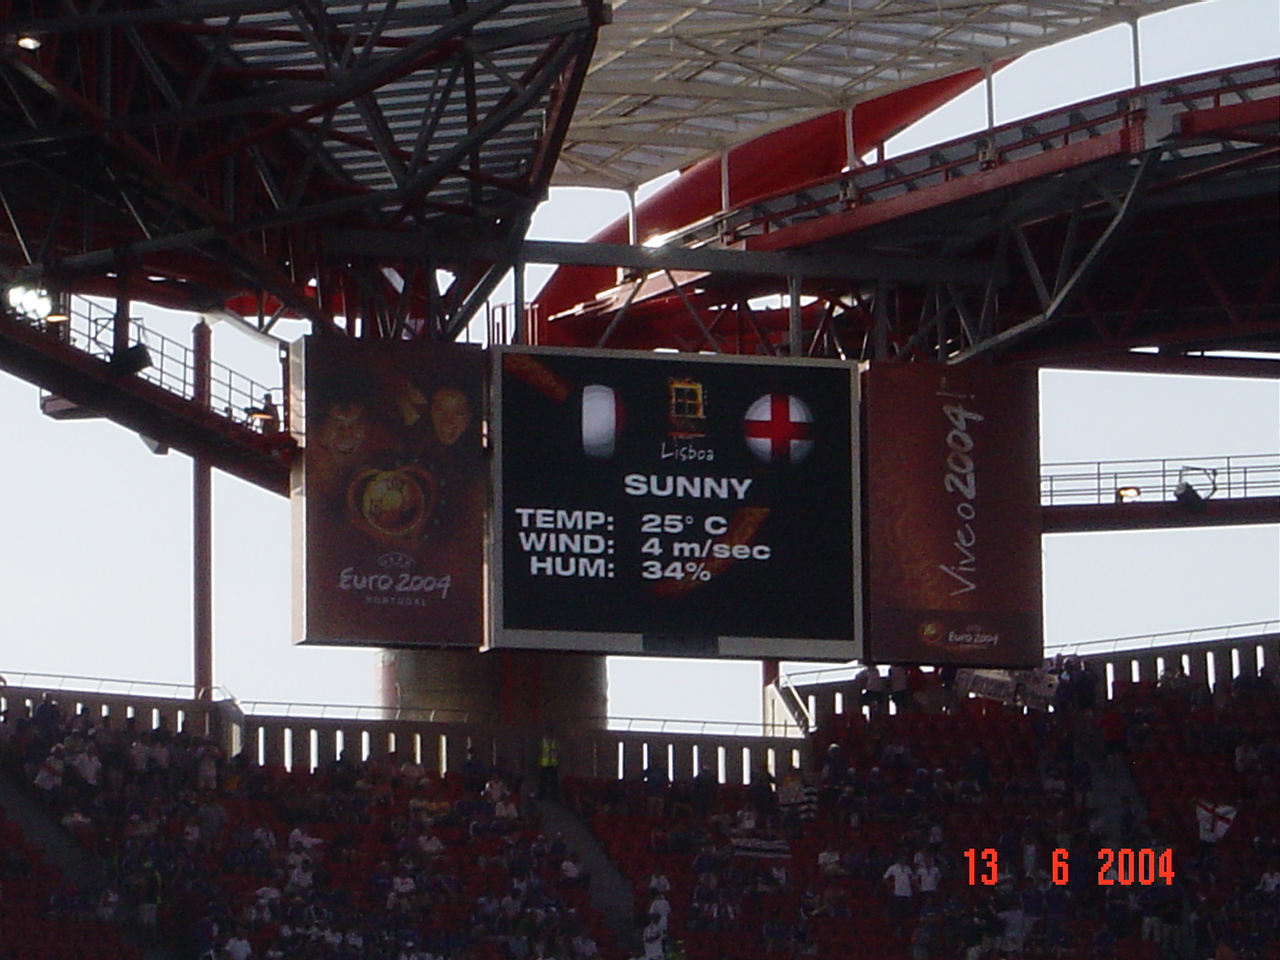 Lisboa
SUNNY
TEMP: 25° C
WIND: 4 m/sec
HUM: 34%
UEFA
Euro 2004
PORTUGAL
Vive o 2004!
Euro 2004
13 6 2004